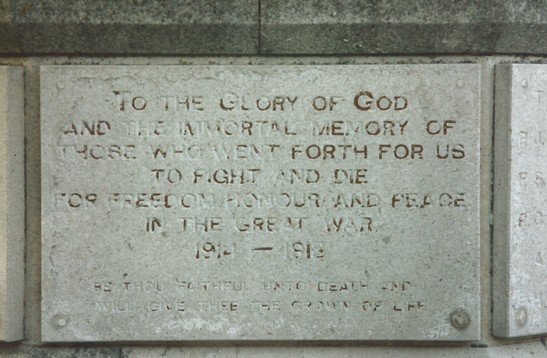 TO THE GLORY OF GOD
AND THE IMMORTAL MEMORY OF
THOSE WHO WENT FORTH FOR US
TO FIGHT AND DIE
FOR FREEDOM HONOUR AND PEACE
IN THE GREAT WAR.
1914 — 1918
BE THOU FAITHFUL UNTO DEATH AND I
WILL GIVE THEE THE CROWN OF LIFE